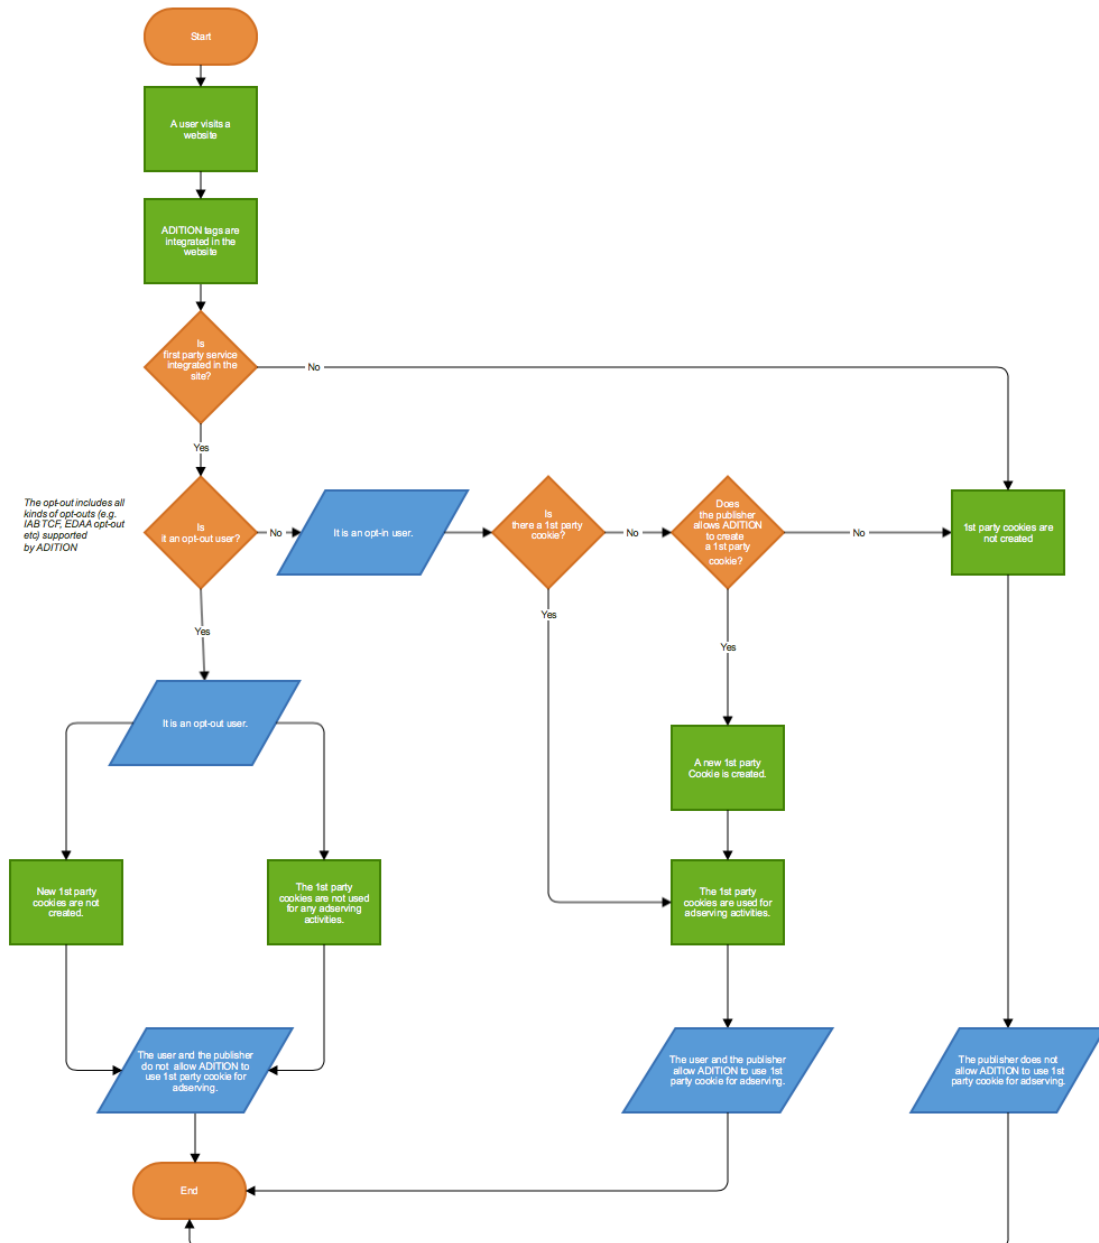 Start
A user visits a
website
ADITION tags are
integrated in the
website
Is
first party service
integrated in the
site?
No
Yes
The opt-out includes all
kinds of opt-outs (e.g.
IAB TCF, EDAA opt-out
etc) supported
by ADITION
Is
it an opt-out user?
No
It is an opt-in user.
Is
there a 1st party
cookie?
No
Does
the publisher
allows ADITION
to create
a 1st party
cookie?
No
1st party cookies are
not created
Yes
Yes
Yes
It is an opt-out user.
A new 1st party
Cookie is created.
New 1st party
cookies are not
created.
The 1st party
cookies are not used
for any adserving
activities.
The 1st party
cookies are used for
adserving activities.
The user and the publisher
do not allow ADITION to
use 1st party cookie for
adserving.
The user and the publisher
allow ADITION to use 1st
party cookie for adserving.
The publisher does not
allow ADITION to use 1st
party cookie for adserving.
End